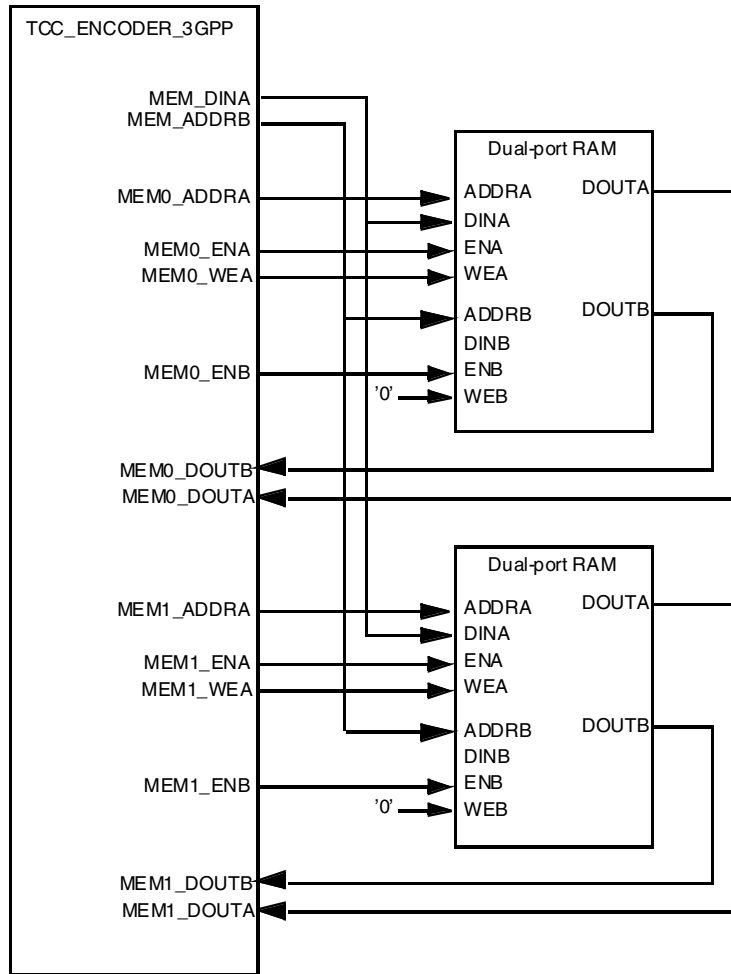 TCC_ENCODER_3GPP
MEM_DINA
MEM_ADDRB
MEM0_ADDRA
MEM0_ENA
MEM0_WEA
MEM0_ENB
MEM0_DOUTB
MEM0_DOUTA
MEM1_ADDRA
MEM1_ENA
MEM1_WEA
MEM1_ENB
MEM1_DOUTB
MEM1_DOUTA
Dual-port RAM
ADDRA DOUTA
DINA
ENA
WEA
ADDRB DOUTB
DINB
ENB
'0' WEB
Dual-port RAM
ADDRA DOUTA
DINA
ENA
WEA
ADDRB DOUTB
DINB
ENB
'0' WEB